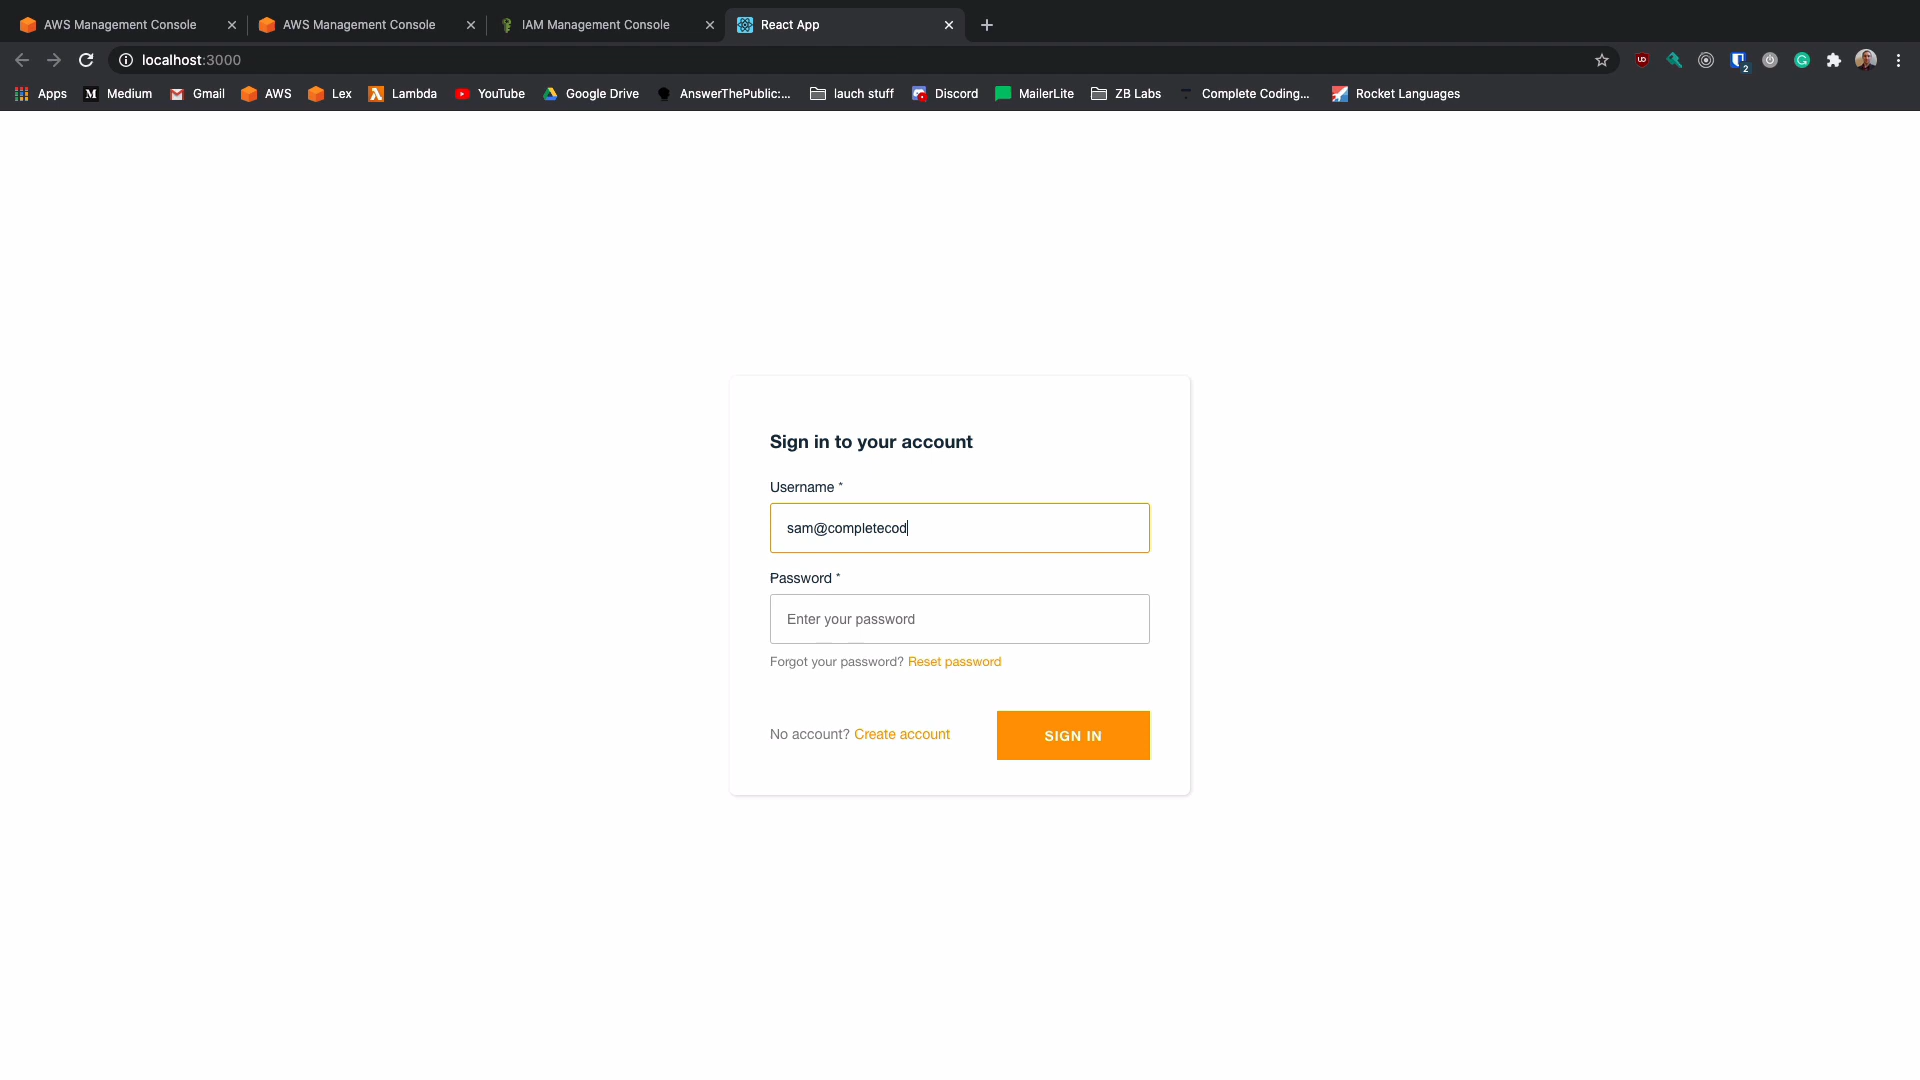 AWS Management Console
AWS Management Console
IAM Management Console
React App
localhost:3000
2
Apps
Medium
Gmail
AWS
Lex
Lambda
YouTube
Google Drive
AnswerThePublic:...
lauch stuff
Discord
MailerLite
ZB Labs
Complete Coding...
Rocket Languages
Sign in to your account
Username *
sam@completecod
Password *
Enter your password
Forgot your password? Reset password
No account? Create account
SIGN IN